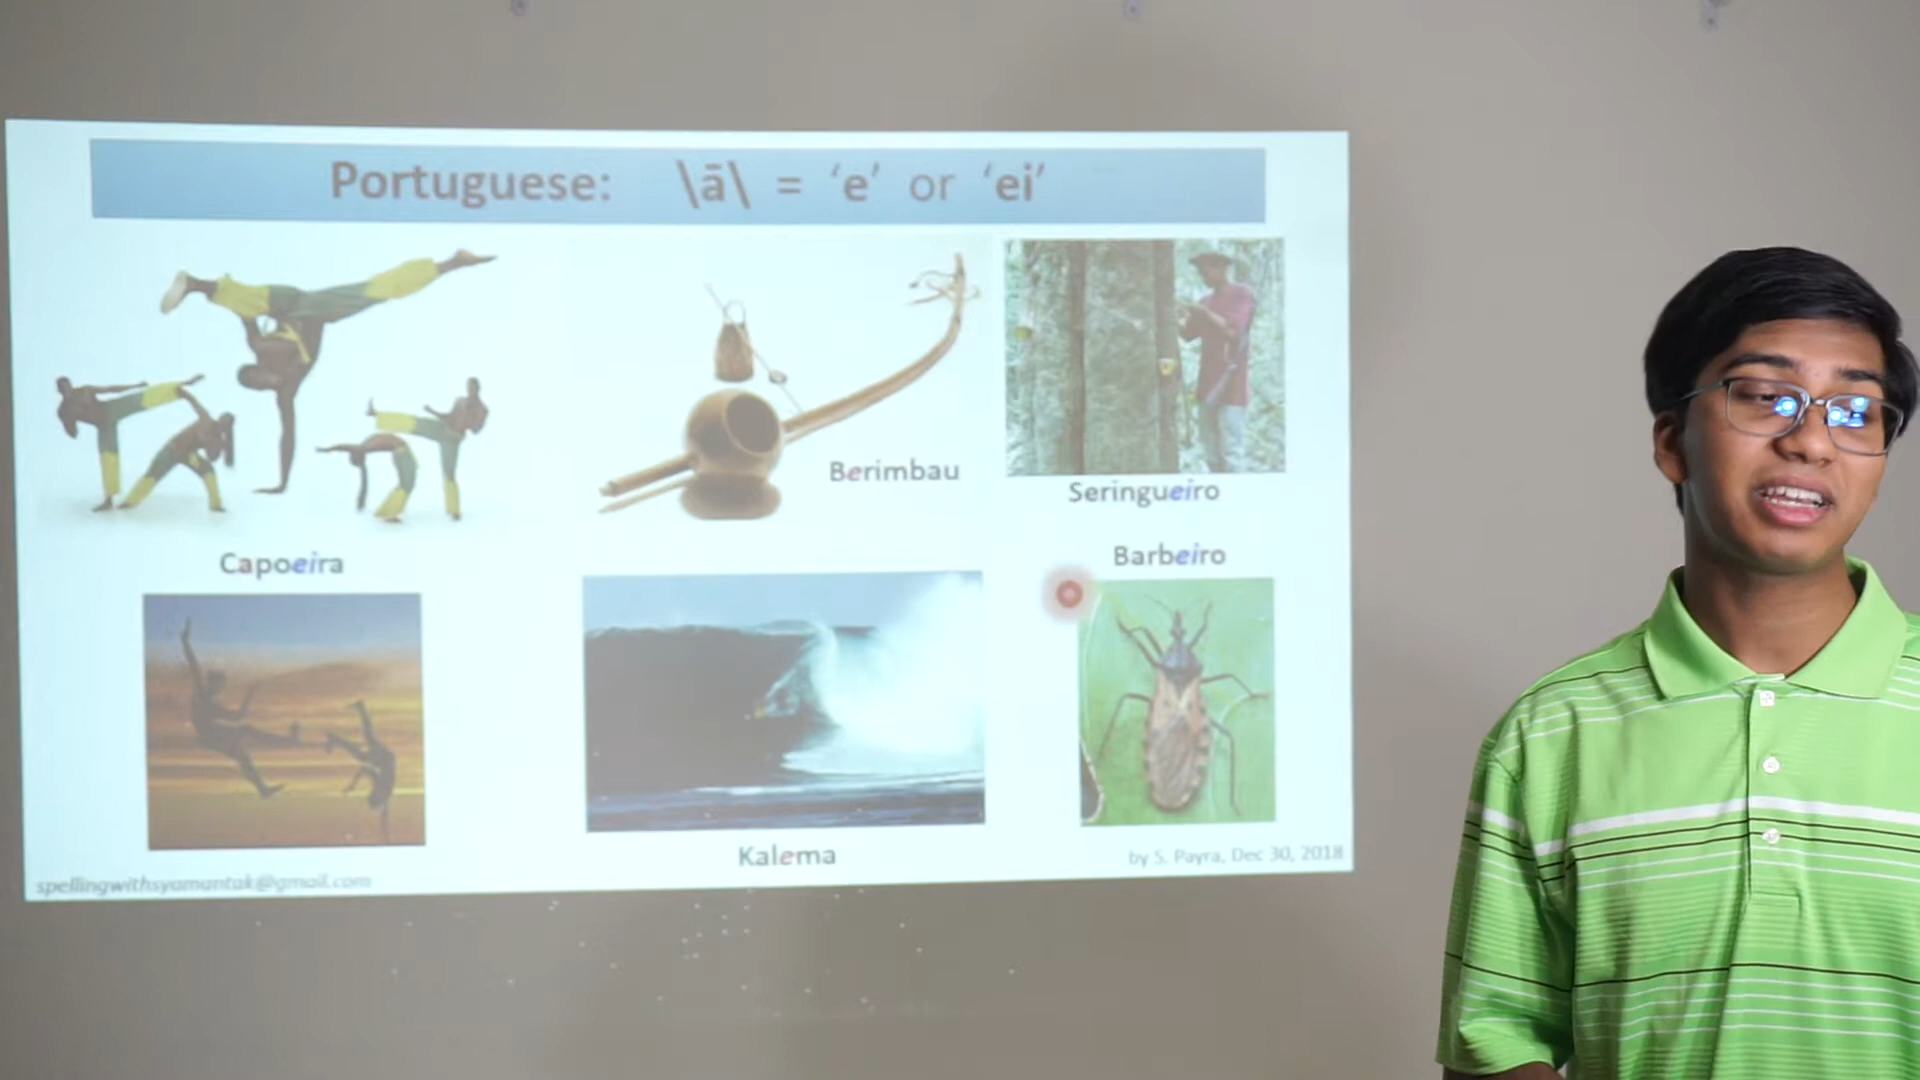 Portuguese: \ā\ = ‘e’ or ‘ei’
Berimbau
Seringueiro
Capoeira
Barbeiro
Kalema
by S. Payra, Dec 30, 2018
spellingwithsyamantak@gmail.com